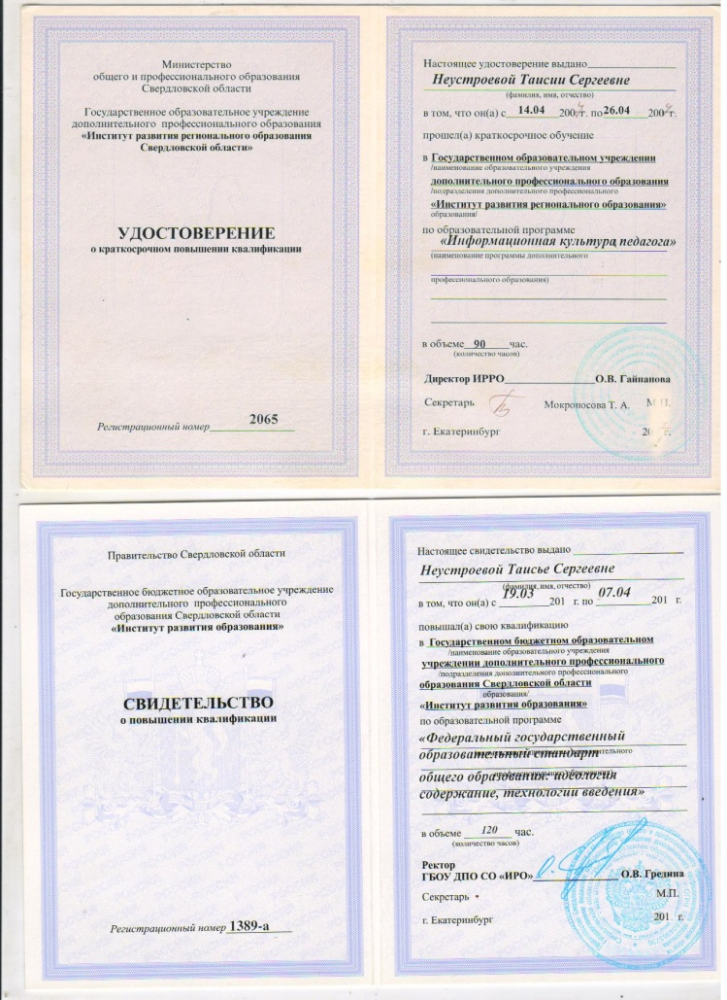 Министерство
общего и профессионального образования
Свердловской области
Государственное образовательное учреждение
дополнительного профессионального образования
«Институт развития регионального образования
Свердловской области»
УДОСТОВЕРЕНИЕ
о краткосрочном повышении квалификации
Регистрационный номер 2065
Настоящее удостоверение выдано
Неустроевой Таисии Сергеевне
(фамилия, имя, отчество)
в том, что он(а) с 14.04 200 г. по 26.04 200 г.
прошел(а) краткосрочное обучение
в Государственном образовательном учреждении
/наименование образовательного учреждения
дополнительного профессионального образования
/подразделения дополнительного профессионального
«Институт развития регионального образования»
образования/
по образовательной программе
«Информационная культура педагога»
(наименование программы дополнительного
профессионального образования)
в объеме 90 час.
(количество часов)
Директор ИРРО О.В. Гайнанова
Секретарь Мокроносова Т. А. М.П.
г. Екатеринбург 20 г.
Правительство Свердловской области
Государственное бюджетное образовательное учреждение
дополнительного профессионального
образования Свердловской области
«Институт развития образования»
СВИДЕТЕЛЬСТВО
о повышении квалификации
Регистрационный номер 1389-а
Настоящее свидетельство выдано
Неустроевой Таисье Сергеевне
(фамилия, имя, отчество)
в том, что он(а) с 19.03 201 г. по 07.04 201 г.
повышал(а) свою квалификацию
в Государственном бюджетном образовательном
/наименование образовательного учреждения
учреждении дополнительного профессионального
/подразделения дополнительного профессионального
образования Свердловской области
образования/
«Институт развития образования»
по образовательной программе
«Федеральный государственный
образовательный стандарт
общего образования: идеология
содержание, технологии введения»
в объеме 120 час.
(количество часов)
Ректор
ГБОУ ДПО СО «ИРО» О.В. Гредина
Секретарь М.П.
г. Екатеринбург 201 г.